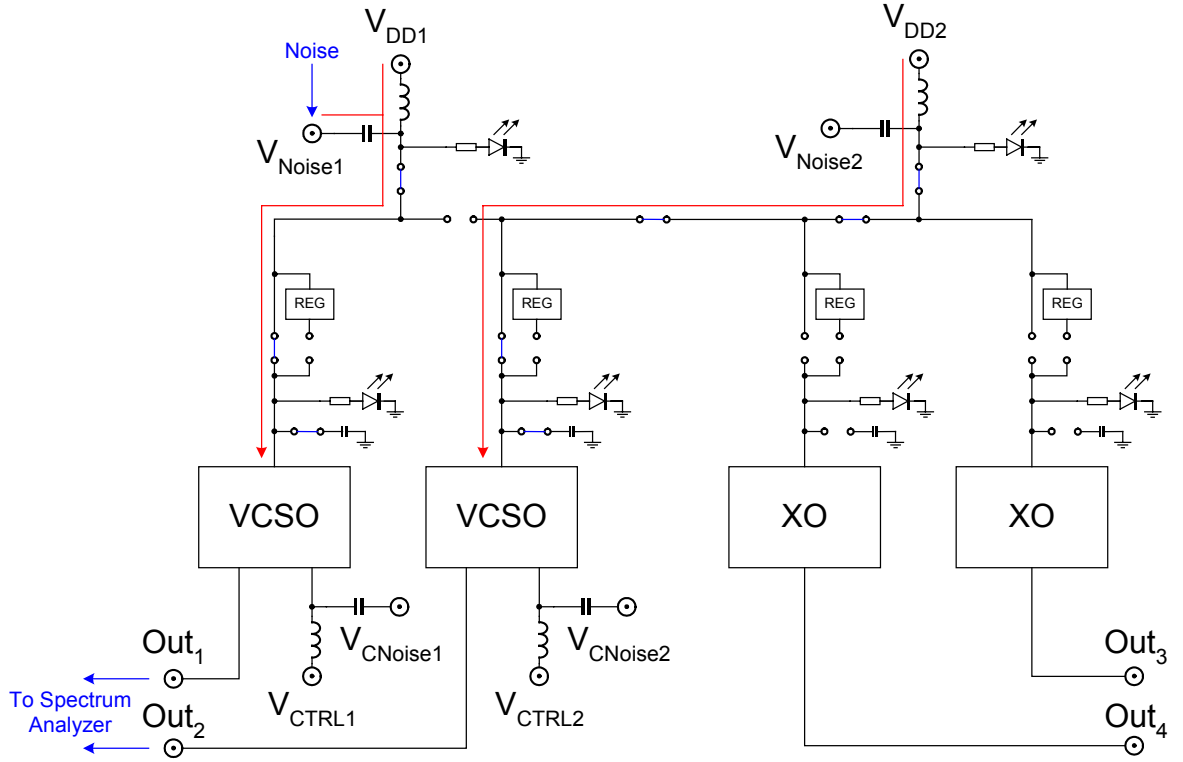 V_DD1
V_DD2
Noise
V_Noise1
V_Noise2
REG
REG
REG
REG
VCSO
VCSO
XO
XO
V_CNoise1
V_CNoise2
Out_1
V_CTRL1
V_CTRL2
Out_3
To Spectrum
Analyzer
Out_2
Out_4